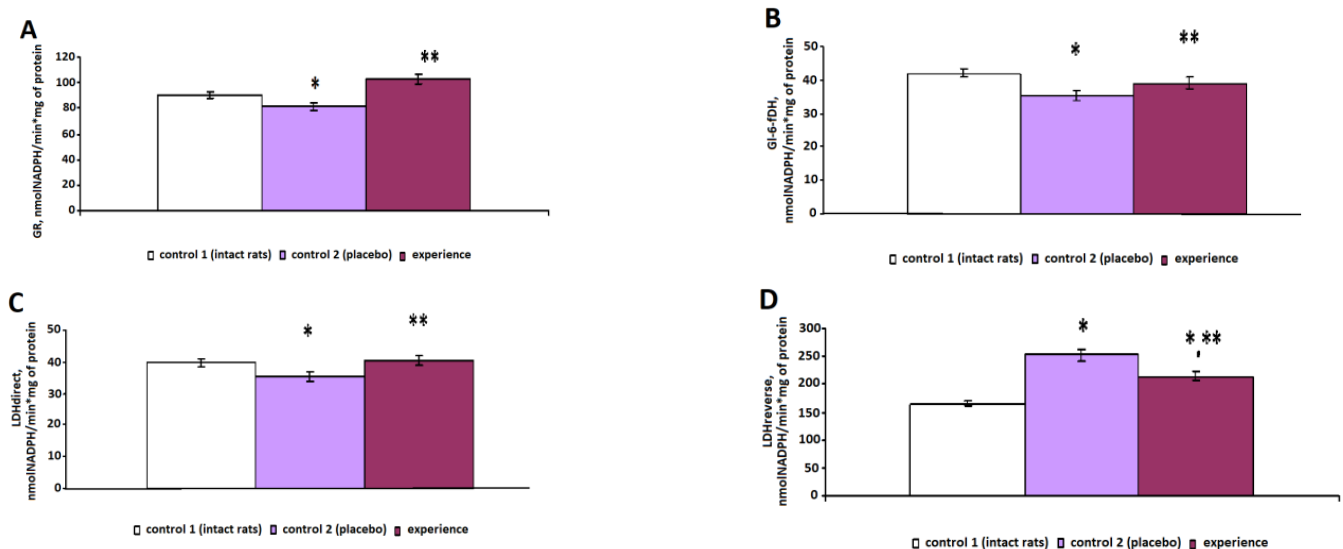 A
GR, nmolNADPH/min*mg of protein
120
100
80
60
40
20
0
*
**
control 1 (intact rats) control 2 (placebo) experience
B
Gl-6-fDH,
nmolNADPH/min*mg of protein
50
40
30
20
10
0
*
**
control 1 (intact rats) control 2 (placebo) experience
C
LDHdirect,
nmolNADPH/min*mg of protein
50
40
30
20
10
0
*
**
control 1 (intact rats) control 2 (placebo) experience
D
LDHreverse,
nmolNADPH/min*mg of protein
300
250
200
150
100
50
0
*
* **
,
control 1 (intact rats) control 2 (placebo) experience